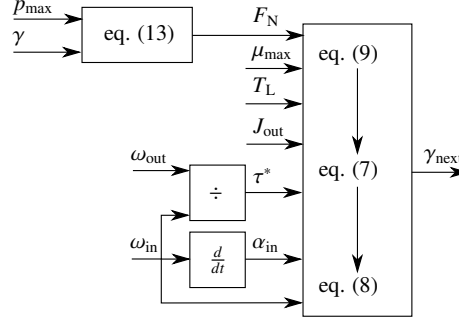 p_max
γ
eq. (13)
F_N
μ_max
T_L
J_out
eq. (9)
ω_out
÷
τ*
eq. (7)
γ_next
ω_in
d/dt
α_in
eq. (8)